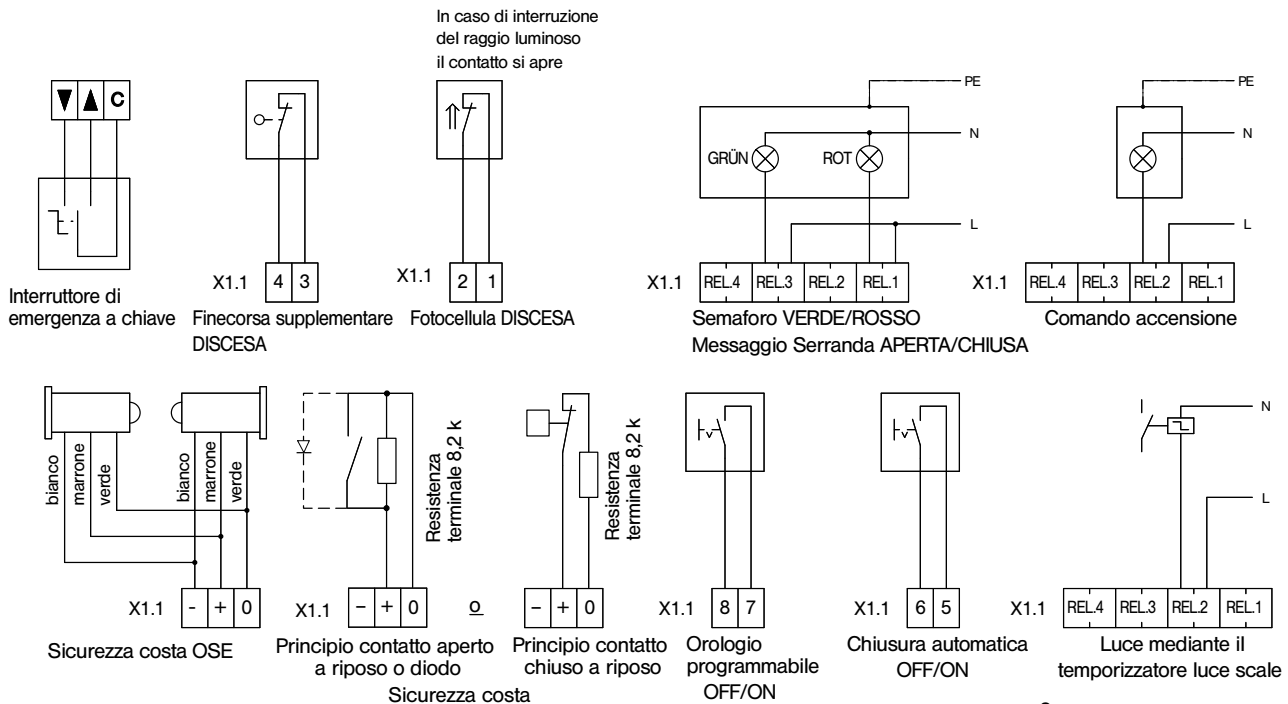 In caso di interruzione
del raggio luminoso
il contatto si apre
▼ ▲ C
Interruttore di
emergenza a chiave
X1.1 4 3
Finecorsa supplementare
DISCESA
X1.1 2 1
Fotocellula DISCESA
PE
N
GRÜN ROT
L
X1.1 REL.4 REL.3 REL.2 REL.1
Semaforo VERDE/ROSSO
Messaggio Serranda APERTA/CHIUSA
PE
N
L
X1.1 REL.4 REL.3 REL.2 REL.1
Comando accensione
bianco
marrone
verde
bianco
marrone
verde
X1.1 - + 0
Sicurezza costa OSE
Resistenza
terminale 8,2 k
X1.1 - + 0
Principio contatto aperto
a riposo o diodo
o
Resistenza
terminale 8,2 k
- + 0
Principio contatto
chiuso a riposo
Sicurezza costa
X1.1 8 7
Orologio
programmabile
OFF/ON
X1.1 6 5
Chiusura automatica
OFF/ON
N
L
X1.1 REL.4 REL.3 REL.2 REL.1
Luce mediante il
temporizzatore luce scale